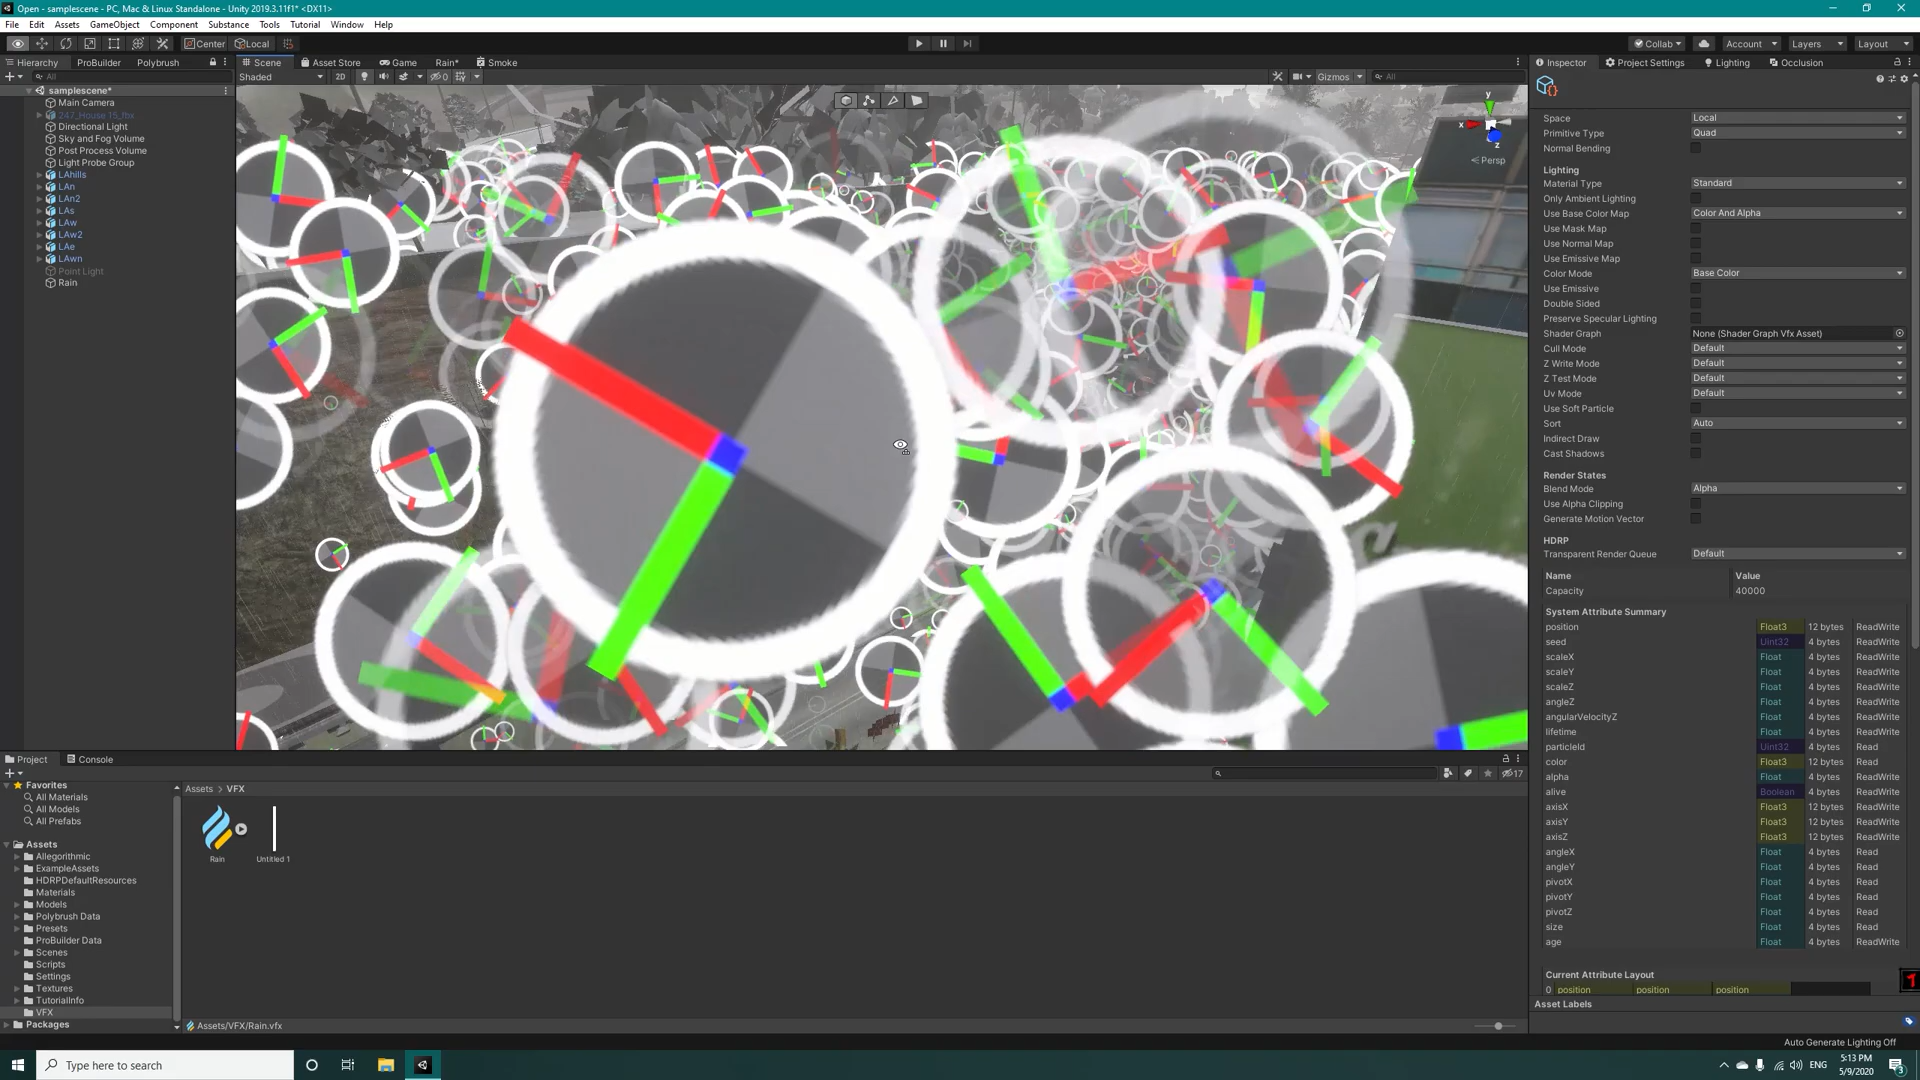 Open - samplescene - PC, Mac & Linux Standalone - Unity 2019.3.11f1* <DX11>
File Edit Assets GameObject Component Substance Tools Tutorial Window Help
Center Local Collab Account Layers Layout
Hierarchy ProBuilder Polybrush
All
samplescene*
Main Camera
247_House 15_fbx
Directional Light
Sky and Fog Volume
Post Process Volume
Light Probe Group
LAhills
LAn
LAn2
LAs
LAw
LAw2
LAe
LAwn
Point Light
Rain
Scene Asset Store Game Rain* Smoke
Shaded 2D 0 Gizmos All
y
x
z
Persp
Inspector Project Settings Lighting Occlusion
Space Local
Primitive Type Quad
Normal Bending
Lighting
Material Type Standard
Only Ambient Lighting
Use Base Color Map Color And Alpha
Use Mask Map
Use Normal Map
Use Emissive Map
Color Mode Base Color
Use Emissive
Double Sided
Preserve Specular Lighting
Shader Graph None (Shader Graph Vfx Asset)
Cull Mode Default
Z Write Mode Default
Z Test Mode Default
Uv Mode Default
Use Soft Particle
Sort Auto
Indirect Draw
Cast Shadows
Render States
Blend Mode Alpha
Use Alpha Clipping
Generate Motion Vector
HDRP
Transparent Render Queue Default
Name Value
Capacity 40000
System Attribute Summary
position Float3 12 bytes ReadWrite
seed Uint32 4 bytes ReadWrite
scaleX Float 4 bytes ReadWrite
scaleY Float 4 bytes ReadWrite
scaleZ Float 4 bytes ReadWrite
angleZ Float 4 bytes ReadWrite
angularVelocityZ Float 4 bytes ReadWrite
lifetime Float 4 bytes ReadWrite
particleId Uint32 4 bytes Read
color Float3 12 bytes Read
alpha Float 4 bytes ReadWrite
alive Boolean 4 bytes ReadWrite
axisX Float3 12 bytes ReadWrite
axisY Float3 12 bytes ReadWrite
axisZ Float3 12 bytes ReadWrite
angleX Float 4 bytes Read
angleY Float 4 bytes Read
pivotX Float 4 bytes Read
pivotY Float 4 bytes Read
pivotZ Float 4 bytes Read
size Float 4 bytes Read
age Float 4 bytes ReadWrite
Current Attribute Layout
0 position position position
Asset Labels
1
Project Console
17
Favorites
All Materials
All Models
All Prefabs
Assets
Allegorithmic
ExampleAssets
HDRPDefaultResources
Materials
Models
Polybrush Data
Presets
ProBuilder Data
Scenes
Scripts
Settings
Textures
TutorialInfo
VFX
Packages
Assets > VFX
Rain Untitled 1
Assets/VFX/Rain.vfx
Auto Generate Lighting Off
Type here to search
ENG
5:13 PM
5/9/2020
3